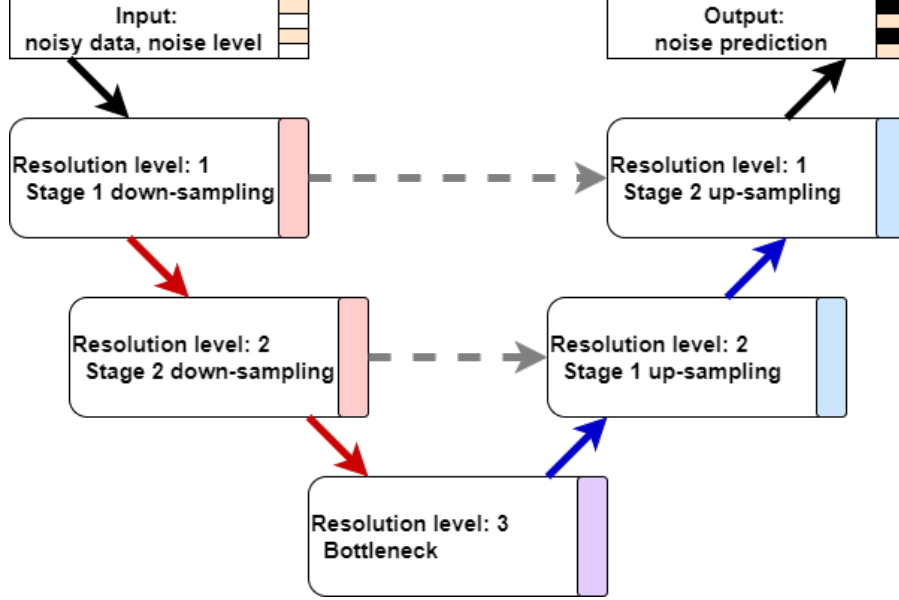 Input:
noisy data, noise level
Output:
noise prediction
Resolution level: 1
Stage 1 down-sampling
Resolution level: 1
Stage 2 up-sampling
Resolution level: 2
Stage 2 down-sampling
Resolution level: 2
Stage 1 up-sampling
Resolution level: 3
Bottleneck